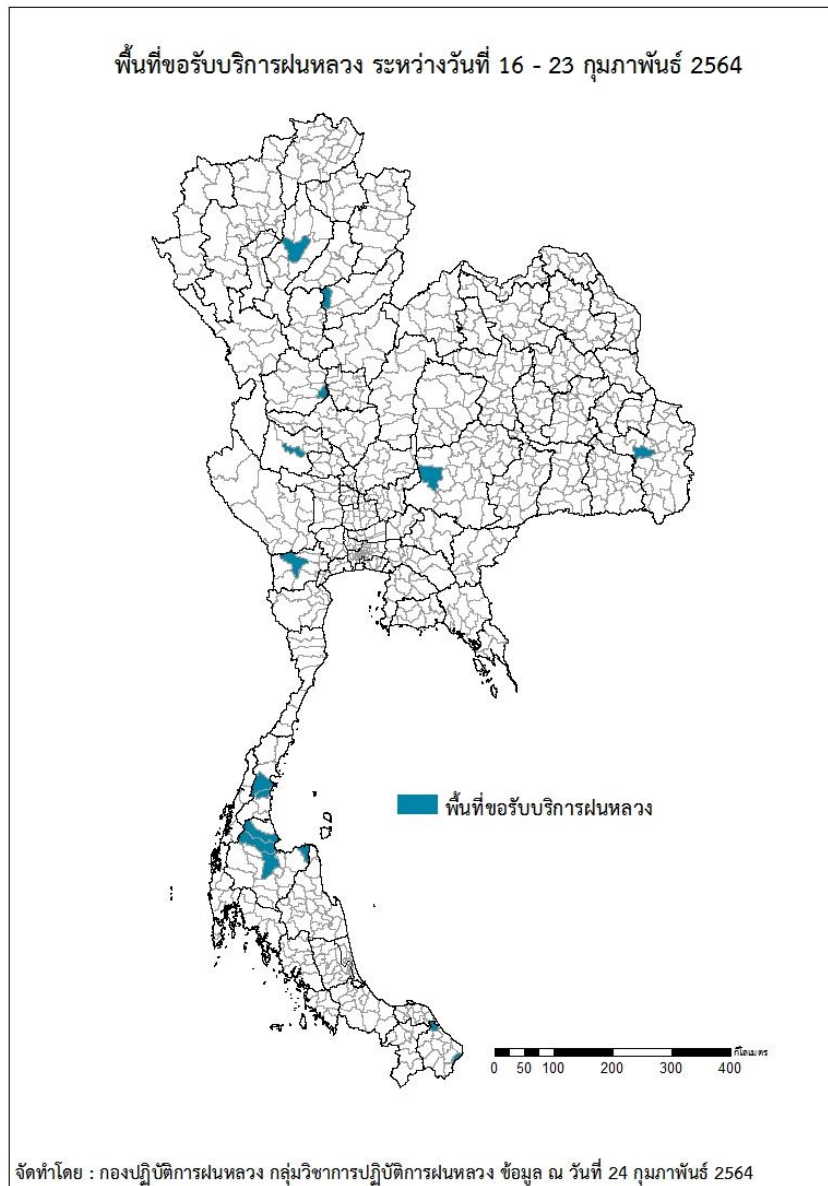 พื้นที่ขอรับบริการฝนหลวง ระหว่างวันที่ 16 - 23 กุมภาพันธ์ 2564
พื้นที่ขอรับบริการฝนหลวง
กิโลเมตร
0 50 100 200 300 400
จัดทำโดย : กองปฏิบัติการฝนหลวง กลุ่มวิชาการปฏิบัติการฝนหลวง ข้อมูล ณ วันที่ 24 กุมภาพันธ์ 2564